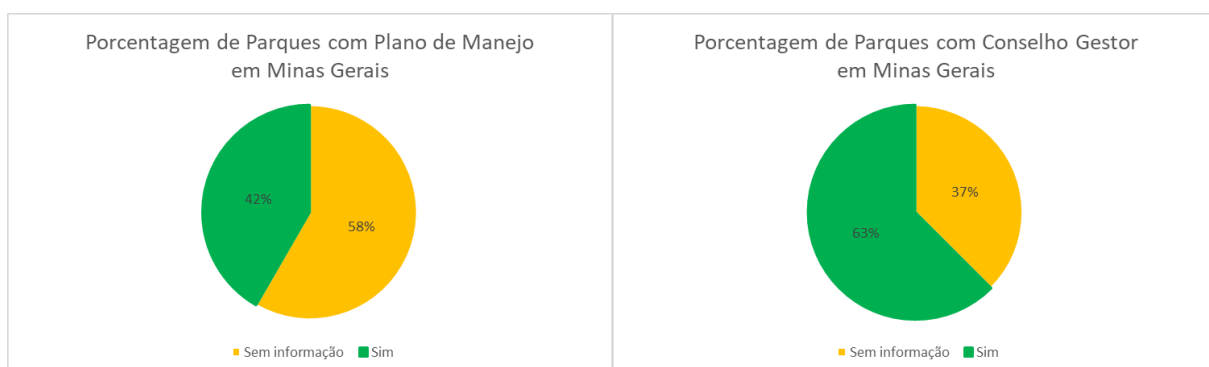 Porcentagem de Parques com Plano de Manejo
em Minas Gerais
42%
58%
Sem informação Sim
Porcentagem de Parques com Conselho Gestor
em Minas Gerais
37%
63%
Sem informação Sim